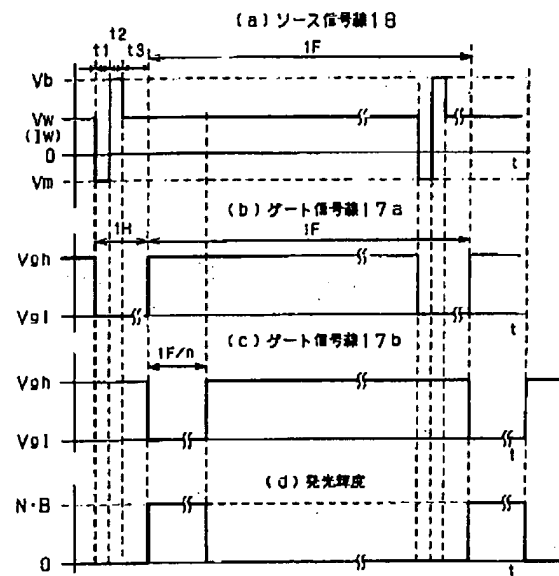 (a) ソース信号線18
t1 t2 t3 1F
Vb
Vw
(Iw)
0
Vm
t
(b) ゲート信号線17a
1H 1F
Vgh
Vgl
t
(c) ゲート信号線17b
1F/n
Vgh
Vgl
t
(d) 発光輝度
N・B
0
t